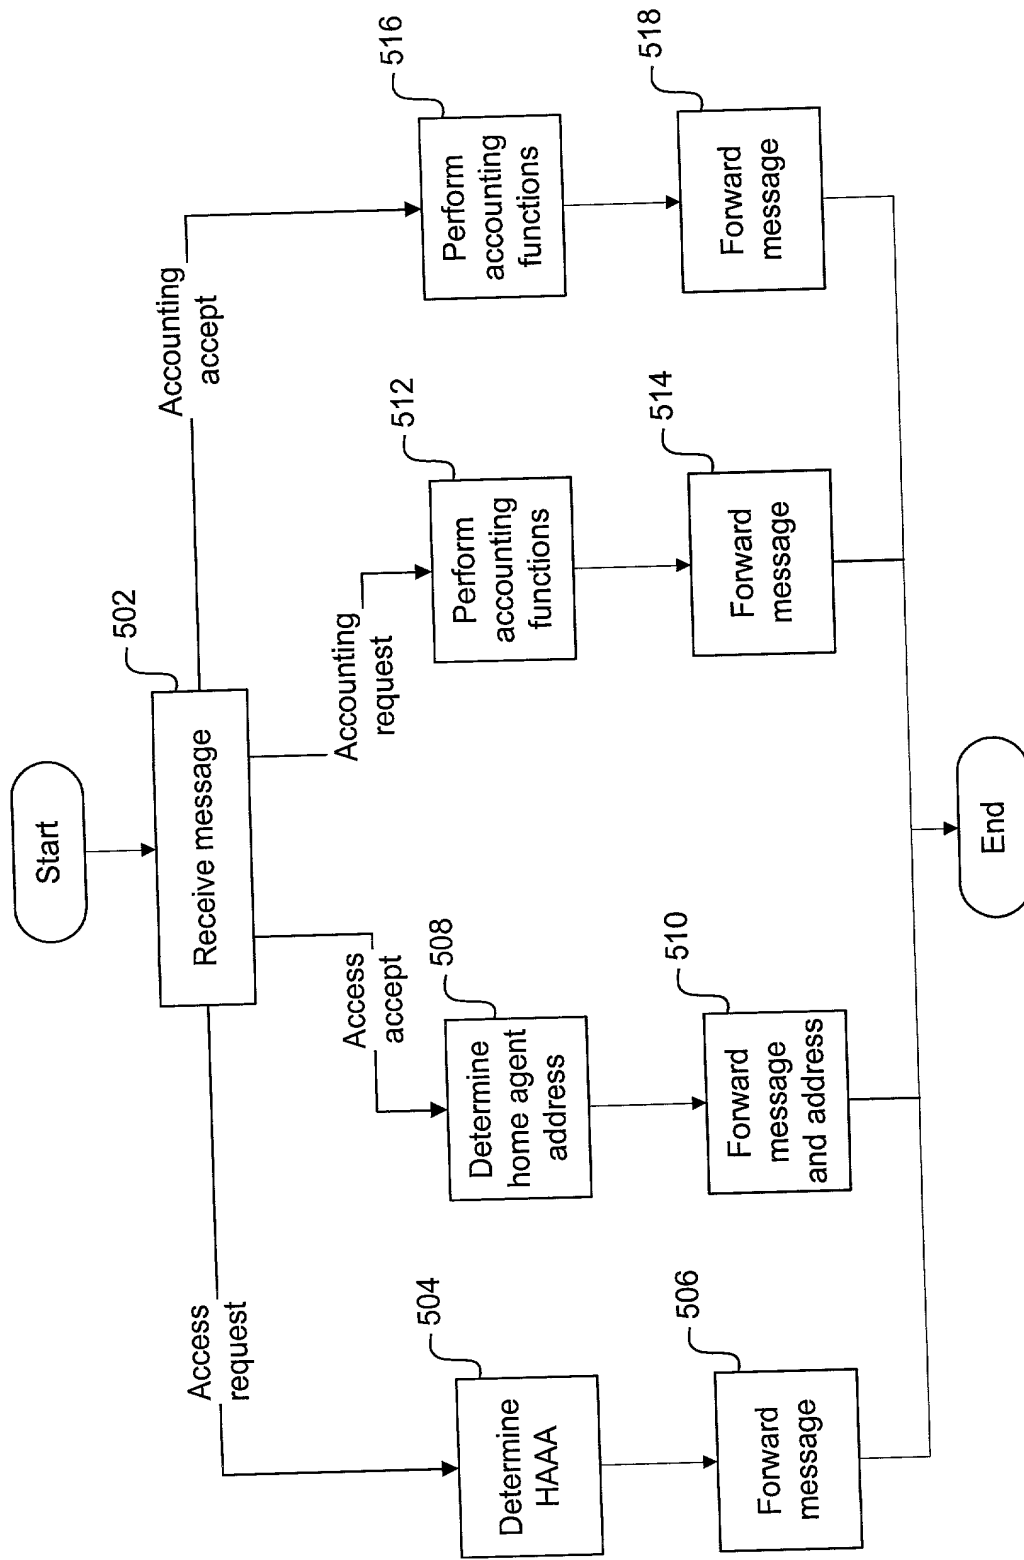 Start
502
Receive message
Access
request
Access
accept
Accounting
request
Accounting
accept
504
Determine
HAAA
508
Determine
home agent
address
512
Perform
accounting
functions
516
Perform
accounting
functions
506
Forward
message
510
Forward
message
and address
514
Forward
message
518
Forward
message
End